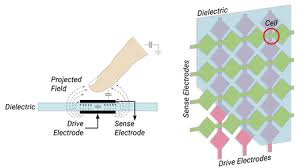 Projected
Field
Dielectric
Drive
Electrode
Sense
Electrode
Dielectric
Cell
Sense Electrodes
Drive Electrodes